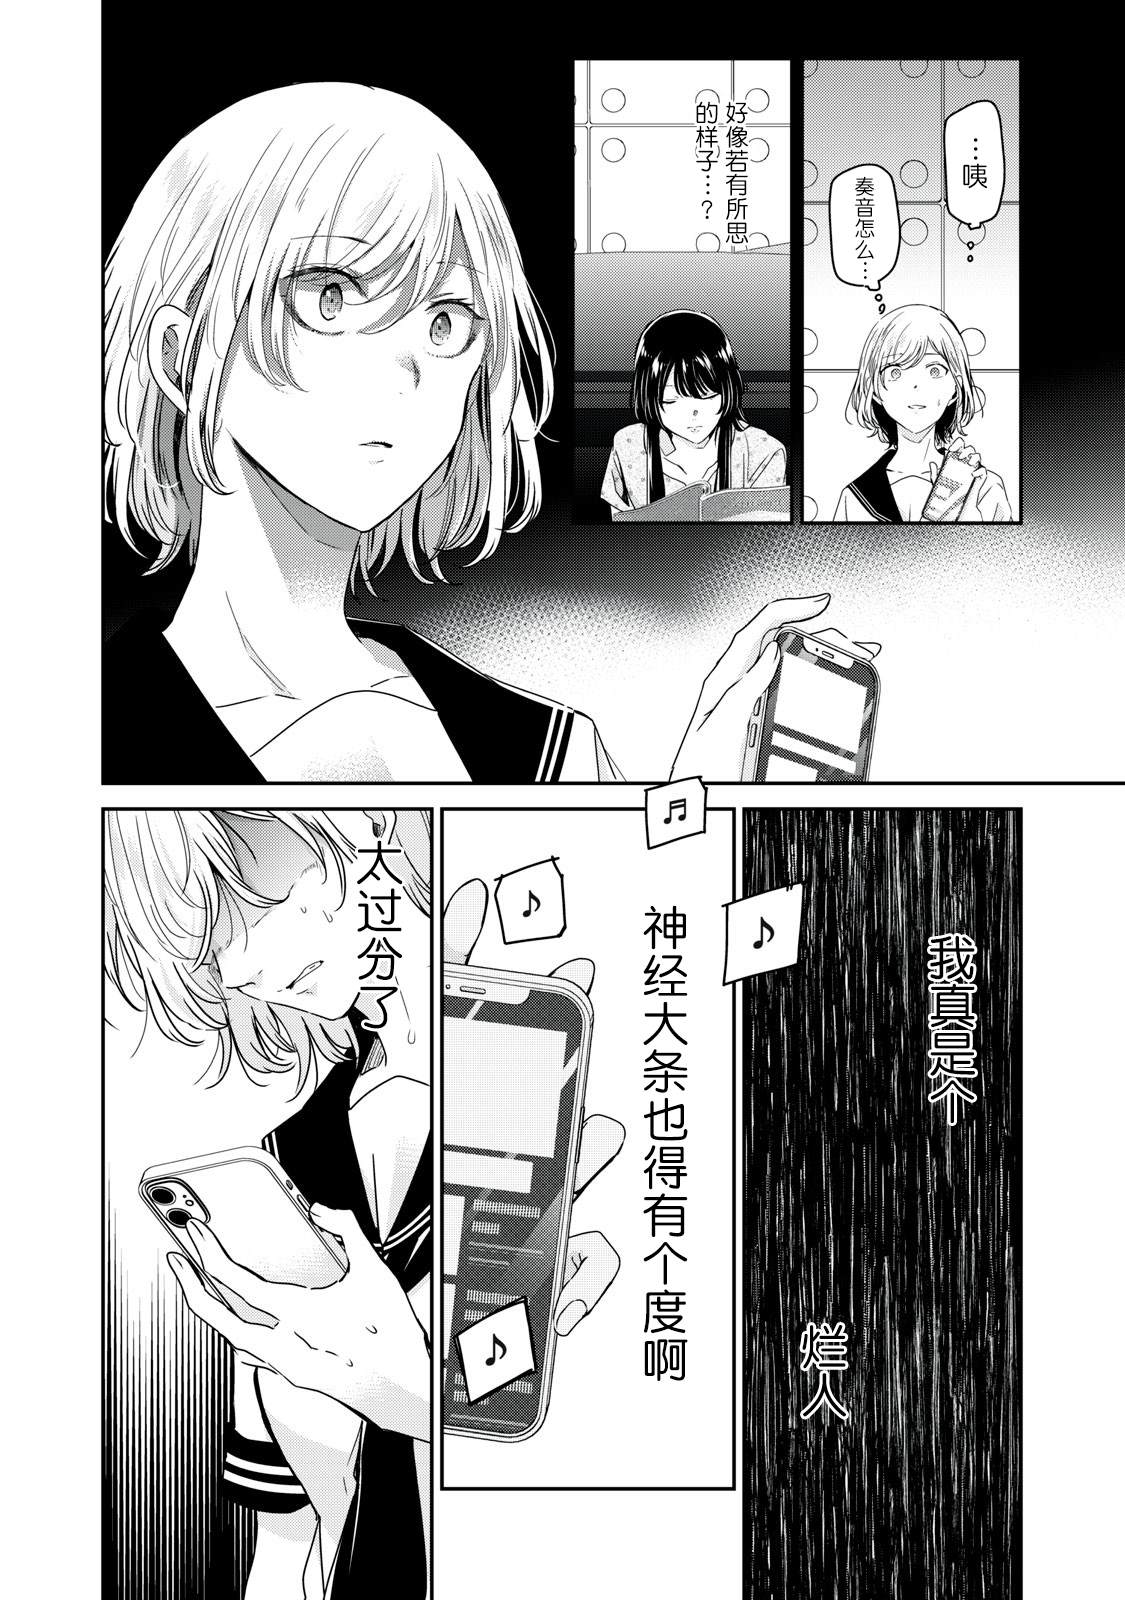 …咦
奏音怎么…
好像若有所思
的样子…？
我真是个
烂人
神经大条也得有个度啊
太过分了